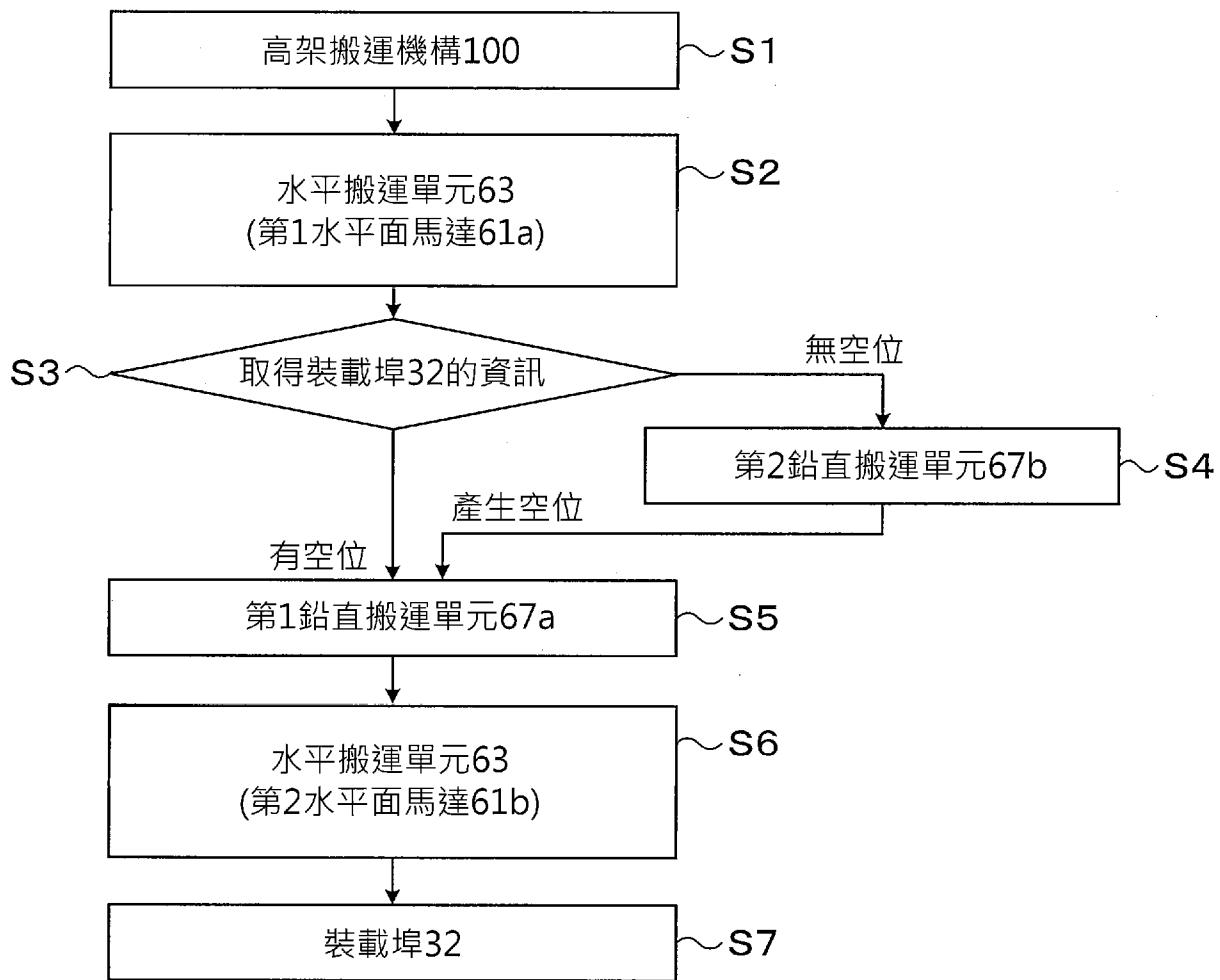 高架搬運機構100
S1
水平搬運單元63
(第1水平面馬達61a)
S2
S3
取得裝載埠32的資訊
無空位
第2鉛直搬運單元67b
S4
產生空位
有空位
第1鉛直搬運單元67a
S5
水平搬運單元63
(第2水平面馬達61b)
S6
裝載埠32
S7